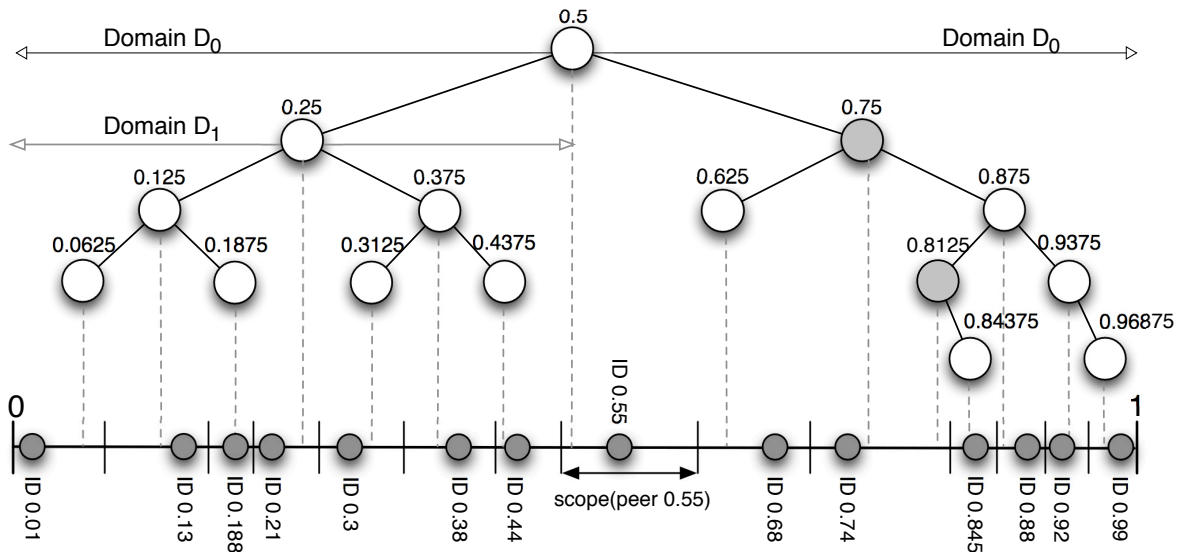 0.5
Domain D0
Domain D0
0.25
0.75
Domain D1
0.125
0.375
0.625
0.875
0.0625
0.1875
0.3125
0.4375
0.8125
0.9375
0.84375
0.96875
0
1
ID 0.55
scope(peer 0.55)
ID 0.01
ID 0.13
ID 0.188
ID 0.21
ID 0.3
ID 0.38
ID 0.44
ID 0.68
ID 0.74
ID 0.845
ID 0.88
ID 0.92
ID 0.99